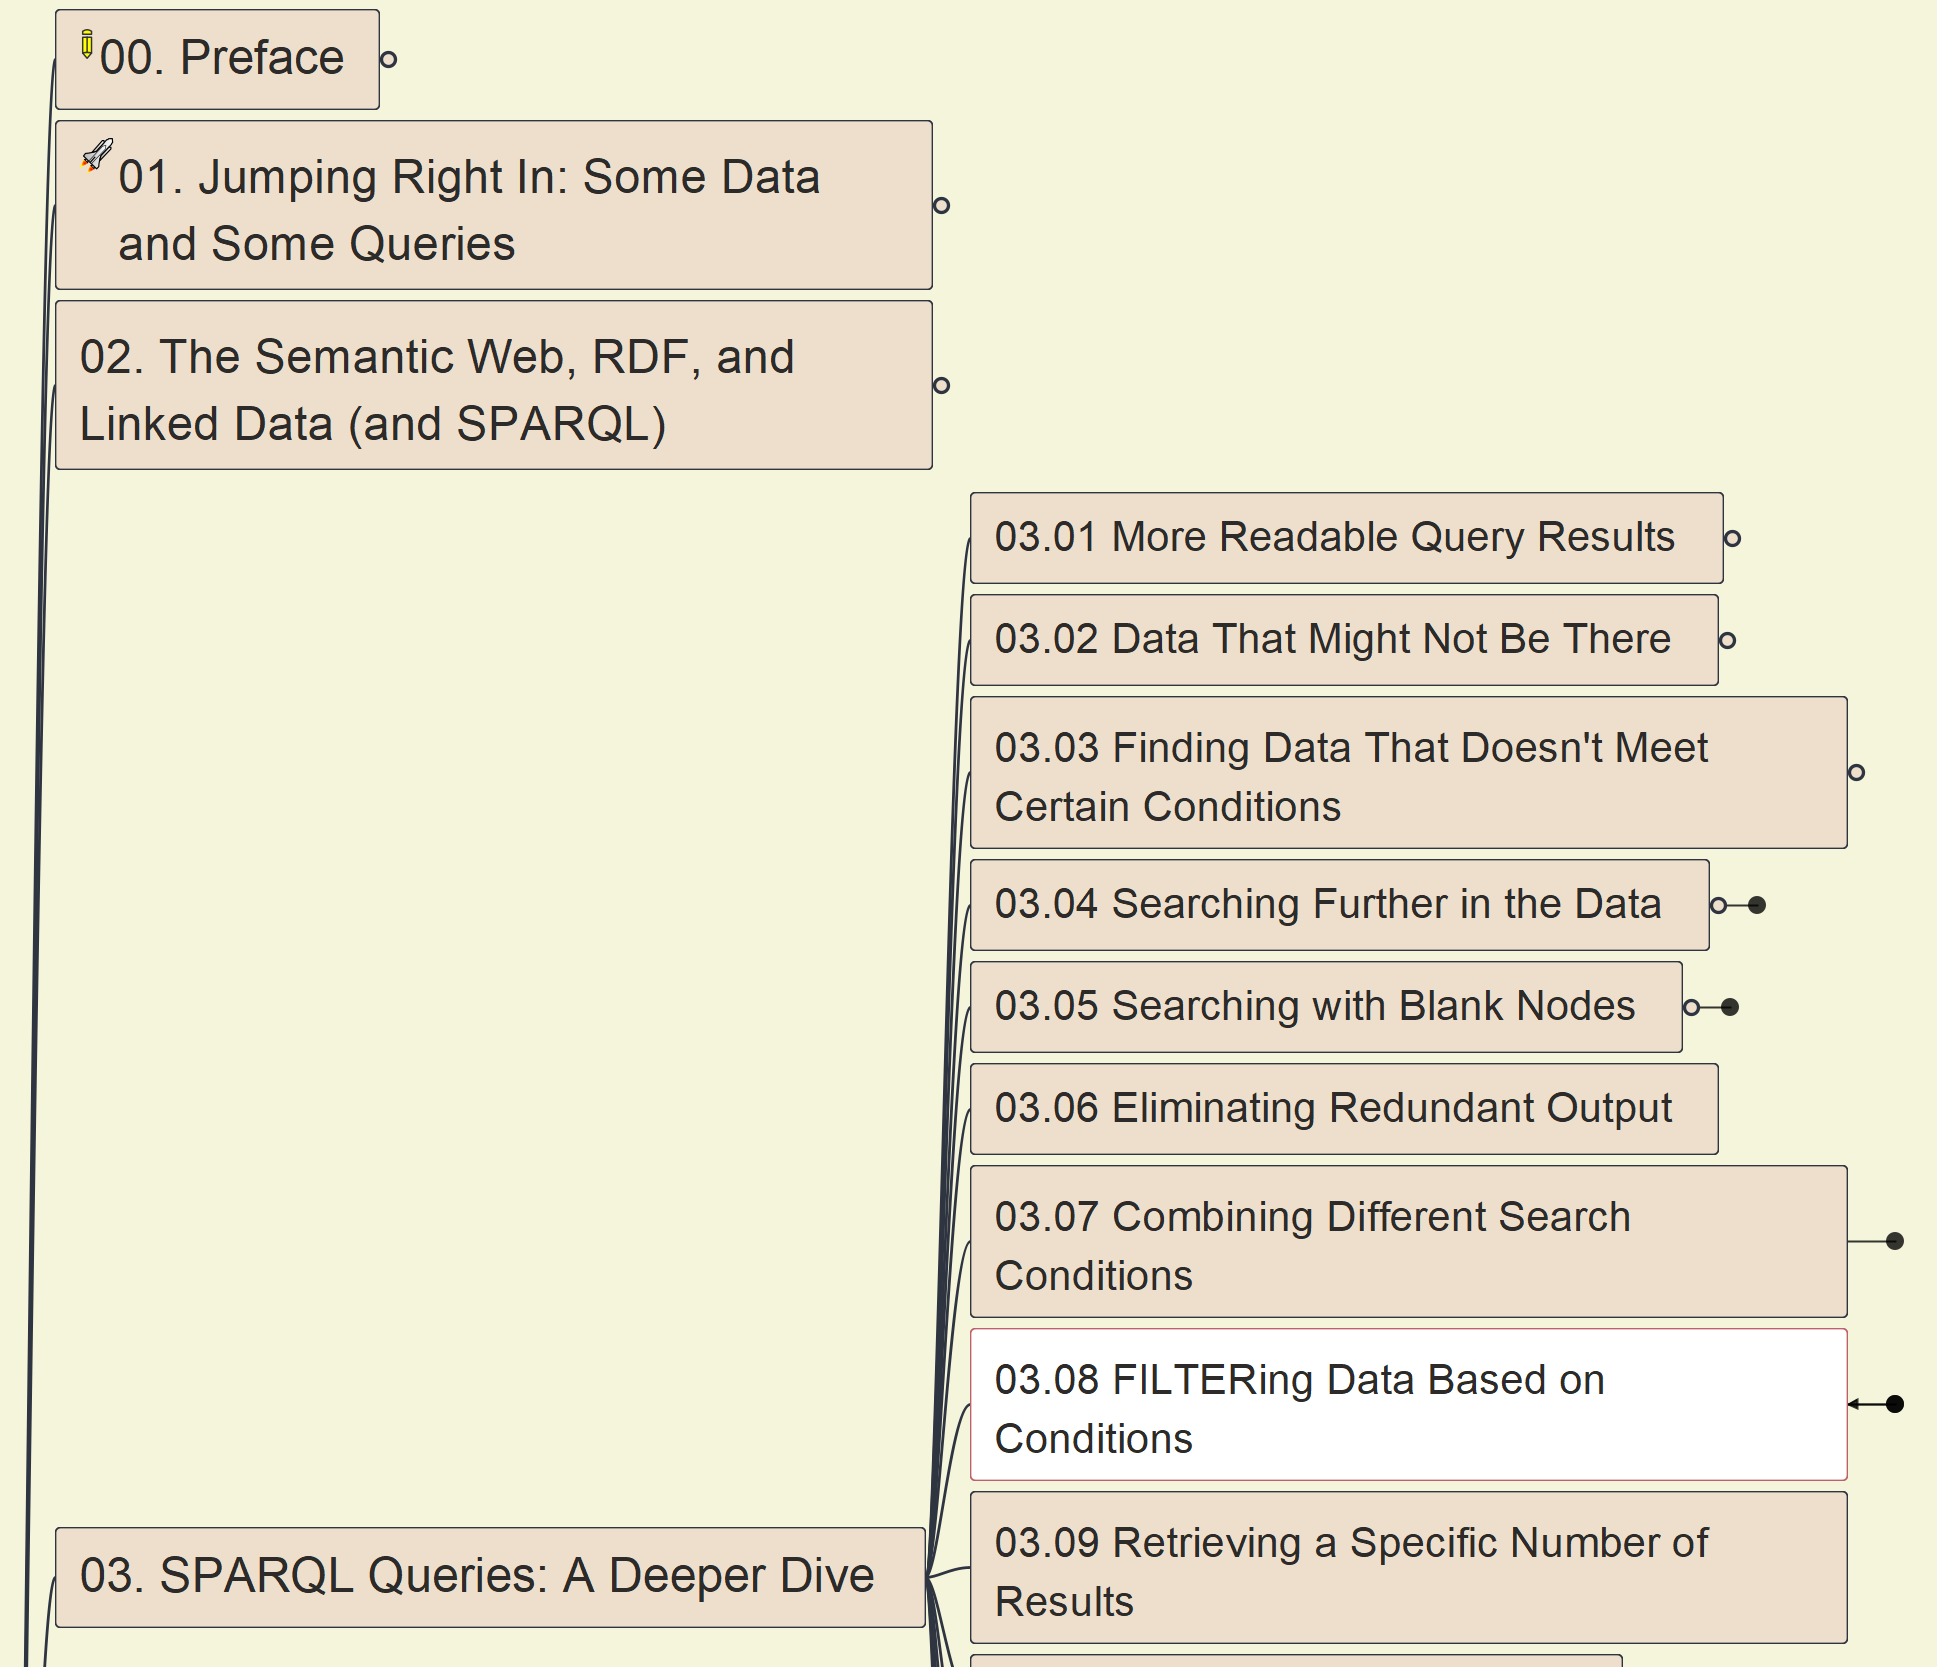 00. Preface
01. Jumping Right In: Some Data
and Some Queries
02. The Semantic Web, RDF, and
Linked Data (and SPARQL)
03.01 More Readable Query Results
03.02 Data That Might Not Be There
03.03 Finding Data That Doesn't Meet
Certain Conditions
03.04 Searching Further in the Data
03.05 Searching with Blank Nodes
03.06 Eliminating Redundant Output
03.07 Combining Different Search
Conditions
03.08 FILTERing Data Based on
Conditions
03. SPARQL Queries: A Deeper Dive
03.09 Retrieving a Specific Number of
Results